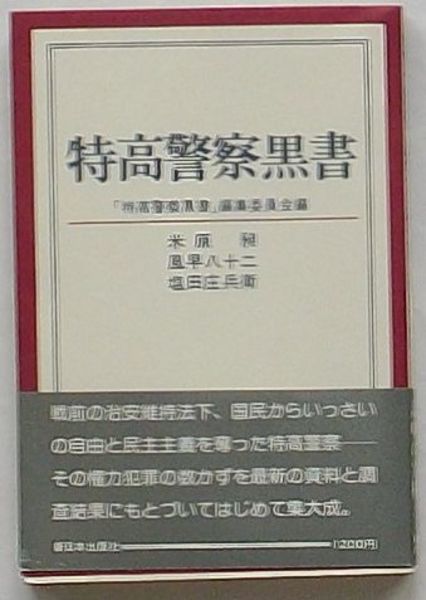 特高警察黒書
「特高警察黒書」編集委員会編
米原 昶
風早八十二
塩田庄兵衛
戦前の治安維持法下、国民からいっさい
の自由と民主主義を奪った特高警察——
その権力犯罪の数かずを最新の資料と調
査結果にもとづいてはじめて集大成。
新日本出版社 1200円